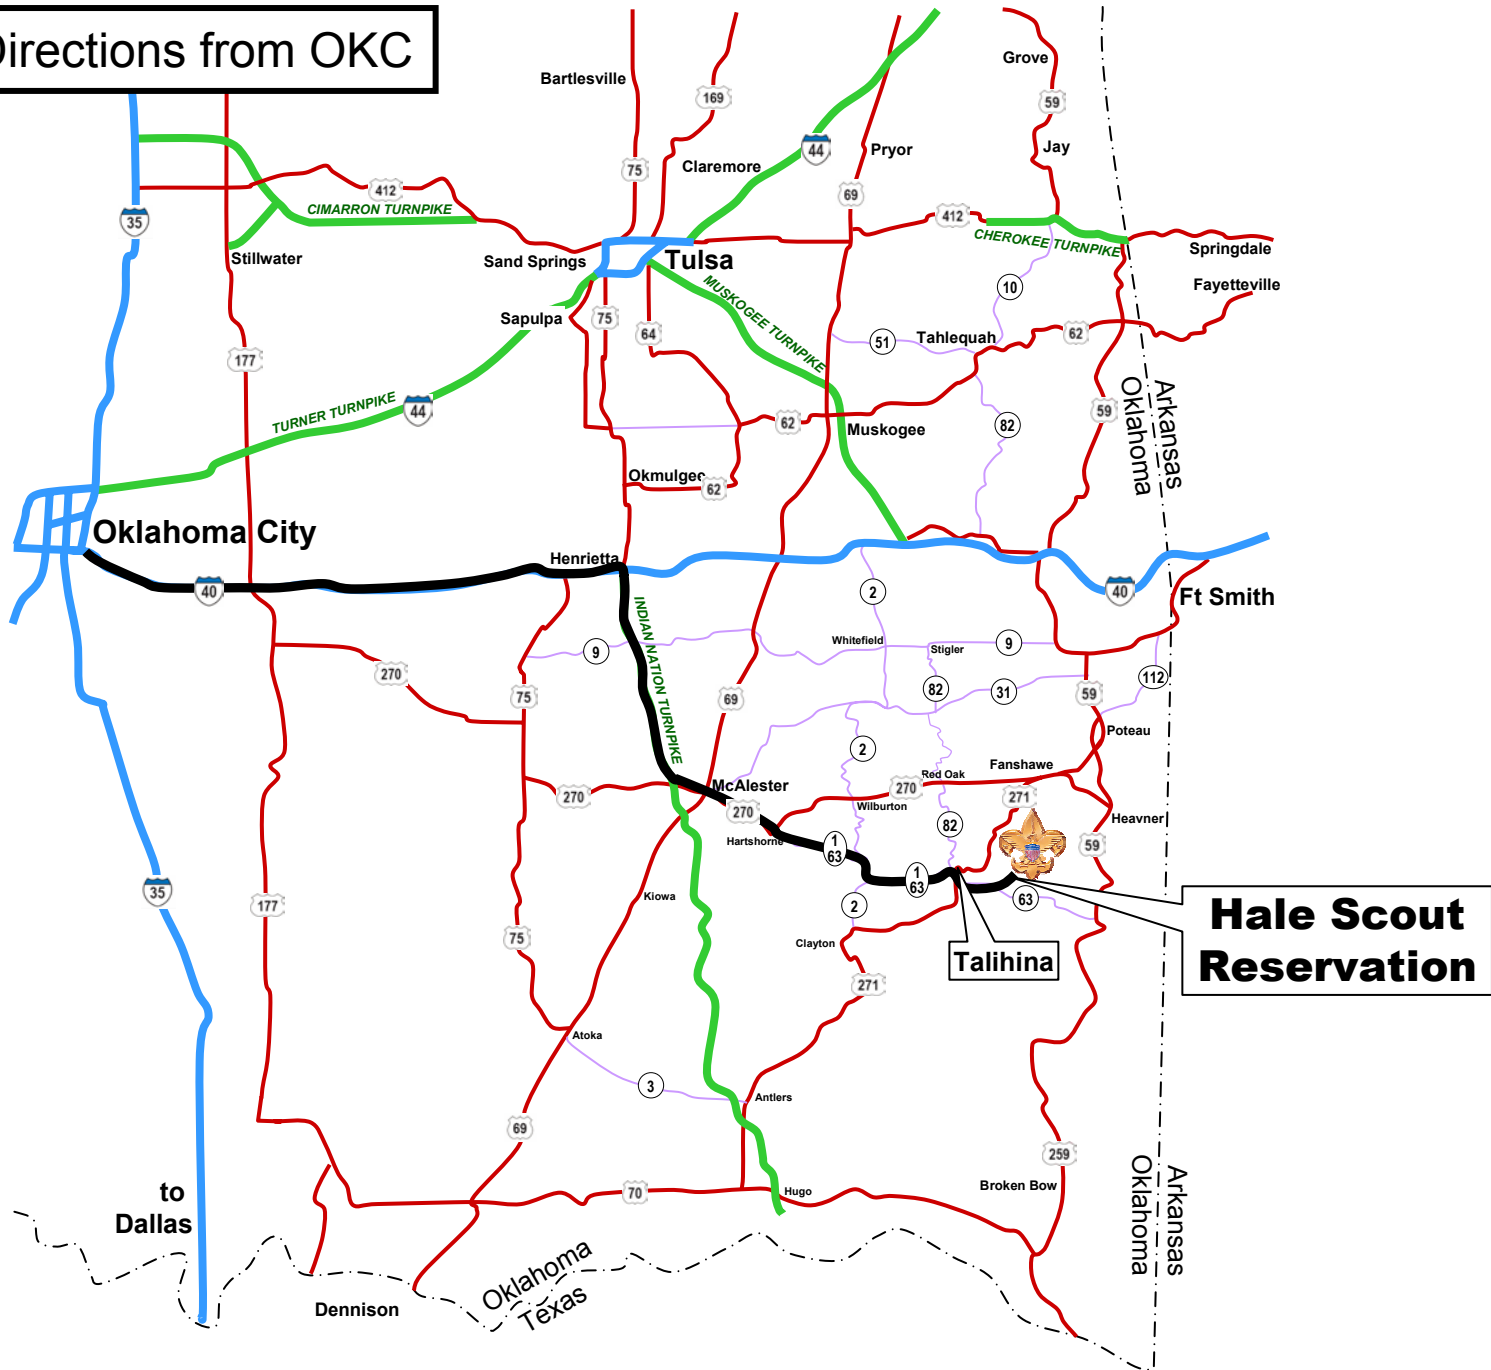 Directions from OKC
Bartlesville
Grove
169
59
75
Claremore
44
Pryor
Jay
412
69
CIMARRON TURNPIKE
35
412
CHEROKEE TURNPIKE
Springdale
Stillwater
Sand Springs
Tulsa
Fayetteville
MUSKOGEE TURNPIKE
10
Sapulpa
75
64
51
Tahlequah
62
177
Arkansas
Oklahoma
TURNER TURNPIKE
44
59
62
Muskogee
82
Okmulgee
62
Oklahoma City
Henrietta
40
2
40
Ft Smith
INDIAN NATION TURNPIKE
9
Whitefield
Stigler
9
270
75
69
82
31
59
112
Poteau
2
Fanshawe
Red Oak
McAlester
270
270
270
Wilburton
271
Heavner
82
Hartshorne
1
63
59
35
1
63
63
Kiowa
177
2
Hale Scout
Reservation
75
Clayton
Talihina
271
Atoka
3
Antlers
69
259
to
Dallas
70
Hugo
Broken Bow
Arkansas
Oklahoma
Oklahoma
Texas
Dennison